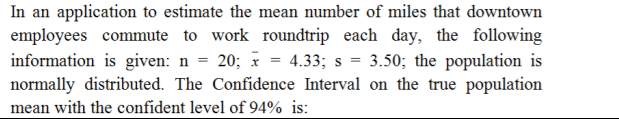 In an application to estimate the mean number of miles that downtown
employees commute to work roundtrip each day, the following
information is given: n = 20; x̄ = 4.33; s = 3.50; the population is
normally distributed. The Confidence Interval on the true population
mean with the confident level of 94% is: